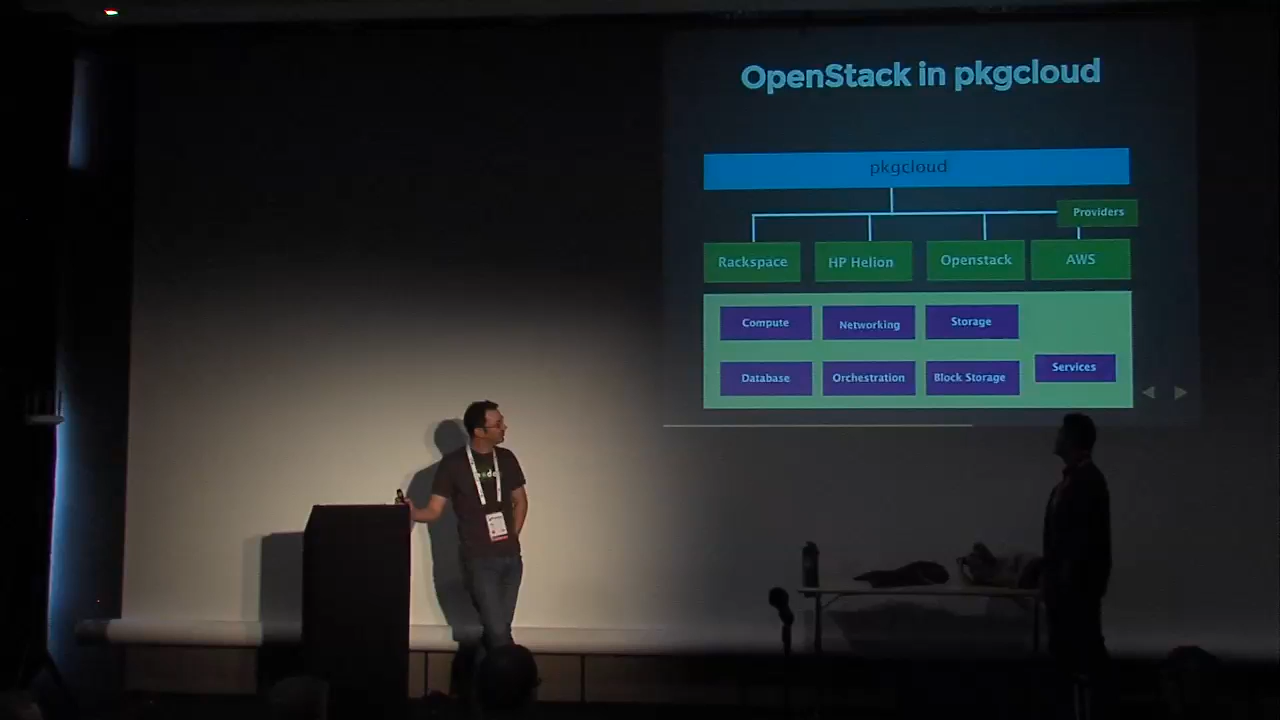 OpenStack in pkgcloud
pkgcloud
Providers
Rackspace
HP Helion
Openstack
AWS
Compute
Networking
Storage
Services
Database
Orchestration
Block Storage